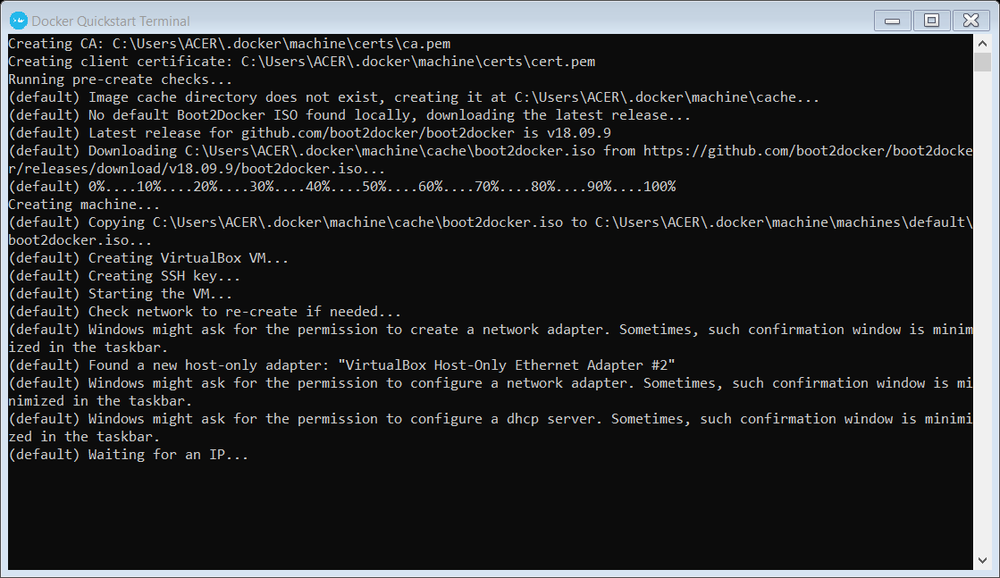 Docker Quickstart Terminal
Creating CA: C:\Users\ACER\.docker\machine\certs\ca.pem
Creating client certificate: C:\Users\ACER\.docker\machine\certs\cert.pem
Running pre-create checks...
(default) Image cache directory does not exist, creating it at C:\Users\ACER\.docker\machine\cache...
(default) No default Boot2Docker ISO found locally, downloading the latest release...
(default) Latest release for github.com/boot2docker/boot2docker is v18.09.9
(default) Downloading C:\Users\ACER\.docker\machine\cache\boot2docker.iso from https://github.com/boot2docker/boot2docke
r/releases/download/v18.09.9/boot2docker.iso...
(default) 0%....10%....20%....30%....40%....50%....60%....70%....80%....90%....100%
Creating machine...
(default) Copying C:\Users\ACER\.docker\machine\cache\boot2docker.iso to C:\Users\ACER\.docker\machine\machines\default\
boot2docker.iso...
(default) Creating VirtualBox VM...
(default) Creating SSH key...
(default) Starting the VM...
(default) Check network to re-create if needed...
(default) Windows might ask for the permission to create a network adapter. Sometimes, such confirmation window is minim
ized in the taskbar.
(default) Found a new host-only adapter: "VirtualBox Host-Only Ethernet Adapter #2"
(default) Windows might ask for the permission to configure a network adapter. Sometimes, such confirmation window is mi
nimized in the taskbar.
(default) Windows might ask for the permission to configure a dhcp server. Sometimes, such confirmation window is minimi
zed in the taskbar.
(default) Waiting for an IP...